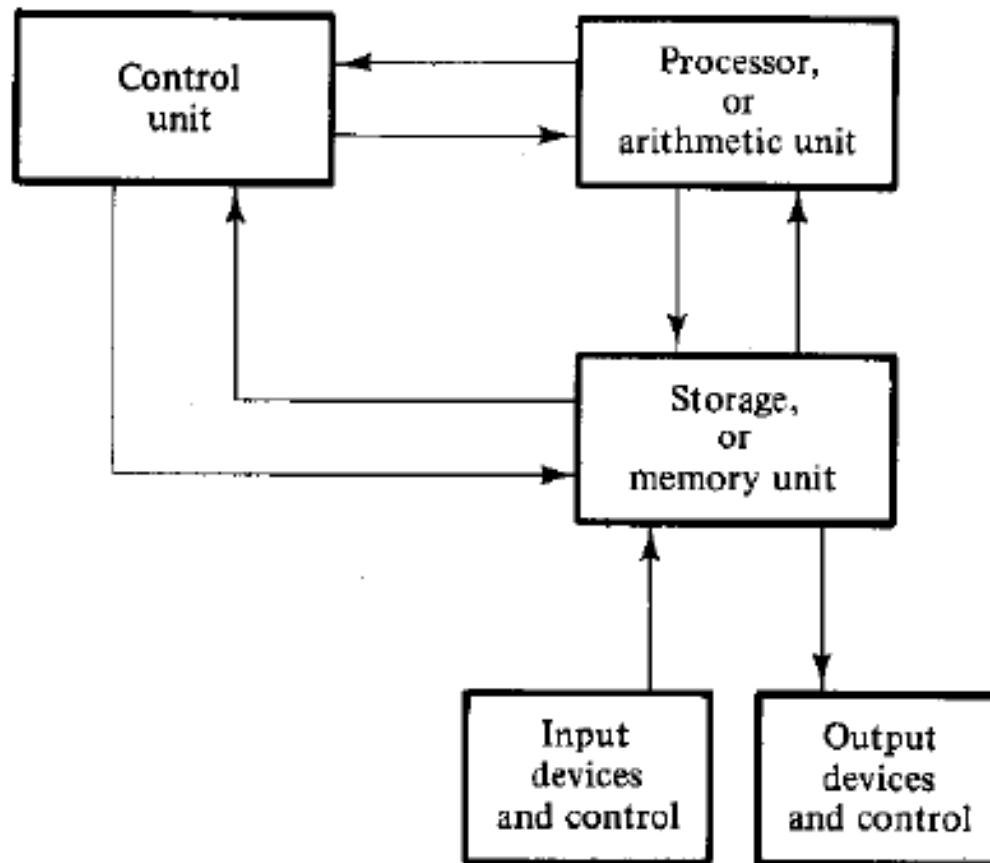 Control
unit
Processor,
or
arithmetic unit
Storage,
or
memory unit
Input
devices
and control
Output
devices
and control